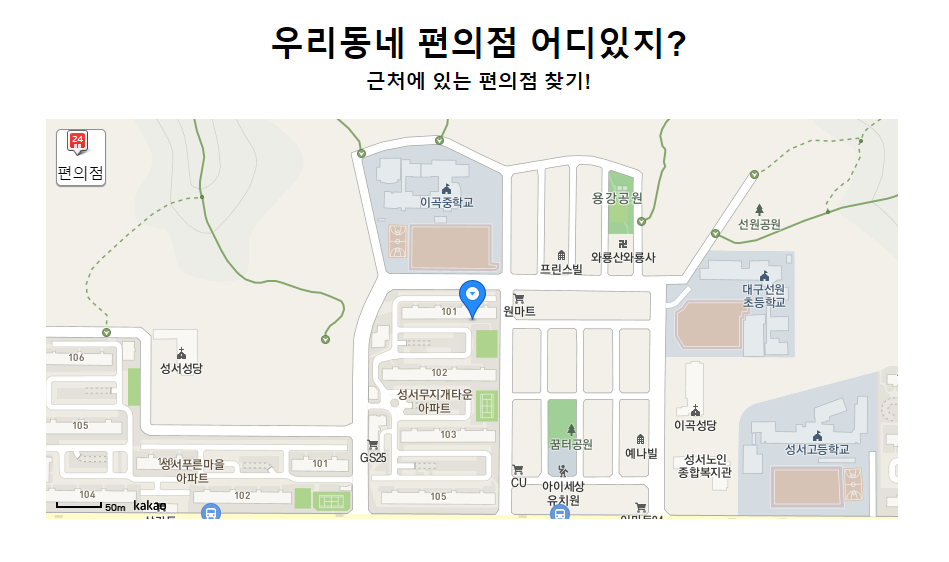 우리동네 편의점 어디있지?
근처에 있는 편의점 찾기!
24
편의점
이곡중학교
용강공원
선원공원
와룡산와룡사
프린스빌
대구선원
초등학교
101
원마트
106
성서성당
102
성서무지개타운
아파트
105
103
이곡성당
꿈터공원
예나빌
성서고등학교
GS25
성서푸른마을
아파트
101
성서노인
종합복지관
CU
아이세상
유치원
104
102
105
50m
kakao